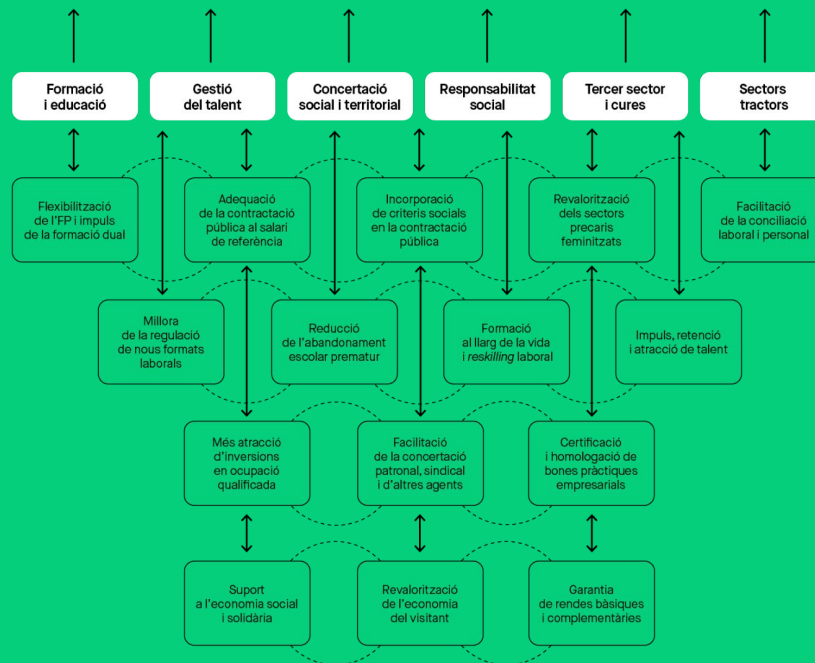 Formació
i educació
Gestió
del talent
Concertació
social i territorial
Responsabilitat
social
Tercer sector
i cures
Sectors
tractors
Flexibilització
de l'FP i impuls
de la formació dual
Adequació
de la contractació
pública al salari
de referència
Incorporació
de criteris socials
en la contractació
pública
Revalorització
dels sectors
precaris
feminitzats
Facilitació
de la conciliació
laboral i personal
Millora
de la regulació
de nous formats
laborals
Reducció
de l'abandonament
escolar prematur
Formació
al llarg de la vida
i reskilling laboral
Impuls, retenció
i atracció de talent
Més atracció
d'inversions
en ocupació
qualificada
Facilitació
de la concertació
patronal, sindical
i d'altres agents
Certificació
i homologació de
bones pràctiques
empresarials
Suport
a l'economia social
i solidària
Revalorització
de l'economia
del visitant
Garantia
de rendes bàsiques
i complementàries